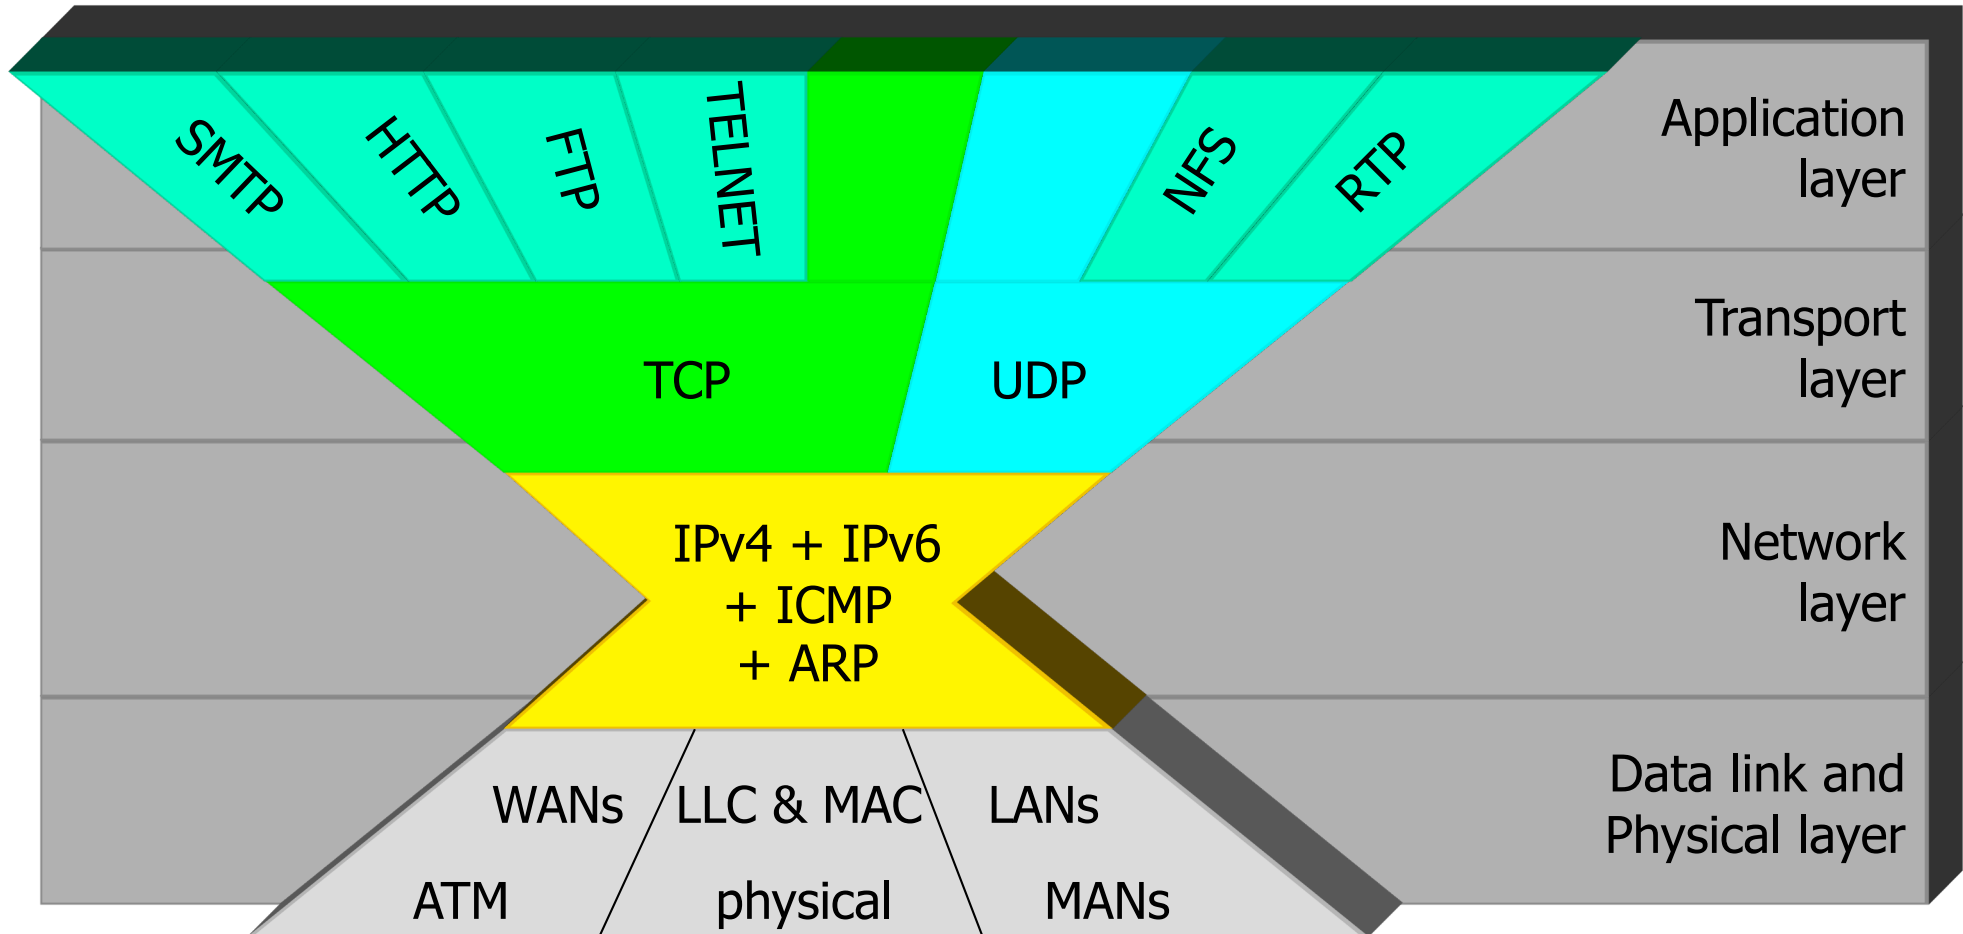 SMTP
HTTP
FTP
TELNET
NFS
RTP
Application
layer
TCP
UDP
Transport
layer
IPv4 + IPv6
+ ICMP
+ ARP
Network
layer
WANs
LLC & MAC
LANs
ATM
physical
MANs
Data link and
Physical layer